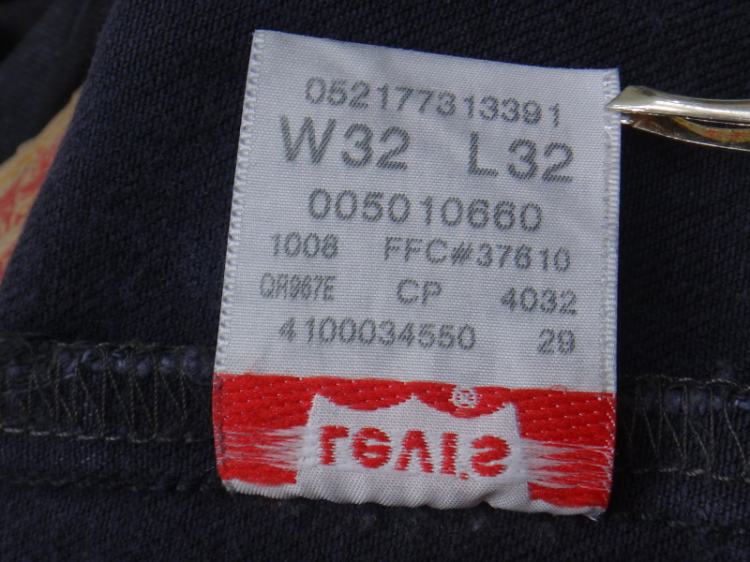 052177313391
W32 L32
005010660
1008 FFC#37610
QR967E CP 4032
4100034550 29
LEVI'S ®